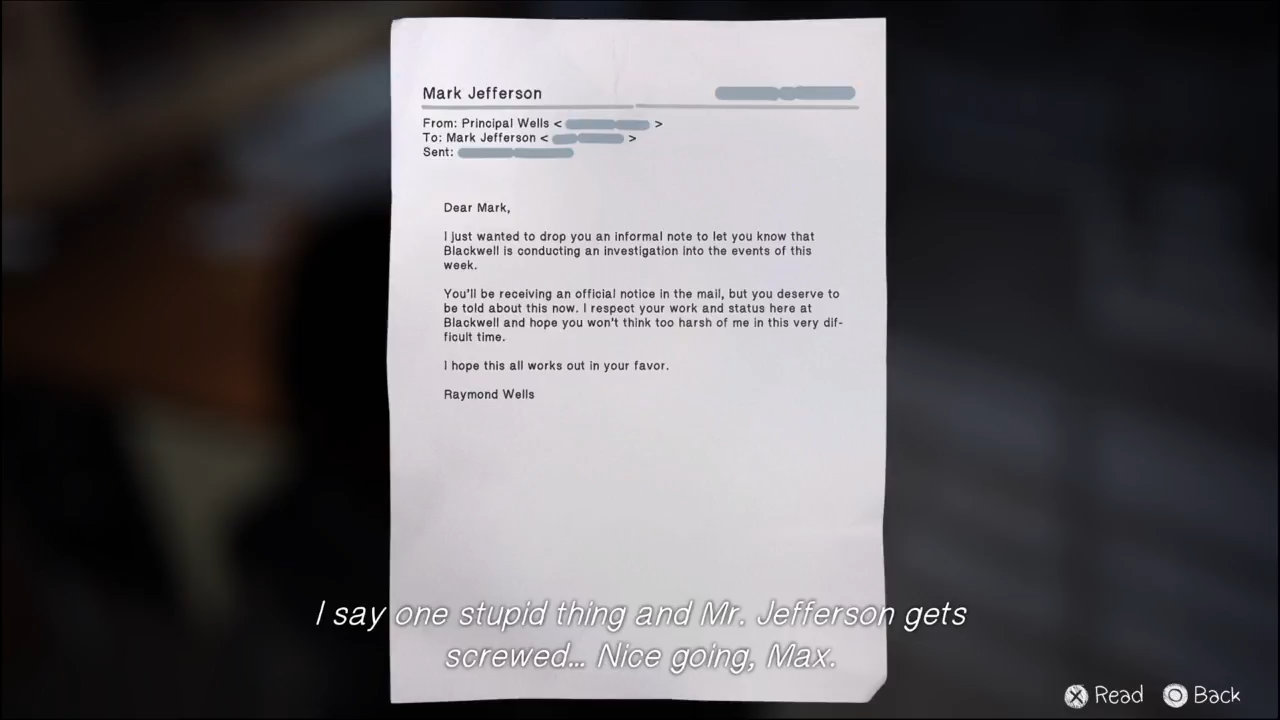 Mark Jefferson
From: Principal Wells < >
To: Mark Jefferson < >
Sent:
Dear Mark,
I just wanted to drop you an informal note to let you know that
Blackwell is conducting an investigation into the events of this
week.
You'll be receiving an official notice in the mail, but you deserve to
be told about this now. I respect your work and status here at
Blackwell and hope you won't think too harsh of me in this very dif-
ficult time.
I hope this all works out in your favor.
Raymond Wells
I say one stupid thing and Mr. Jefferson gets
screwed... Nice going, Max.
Read Back